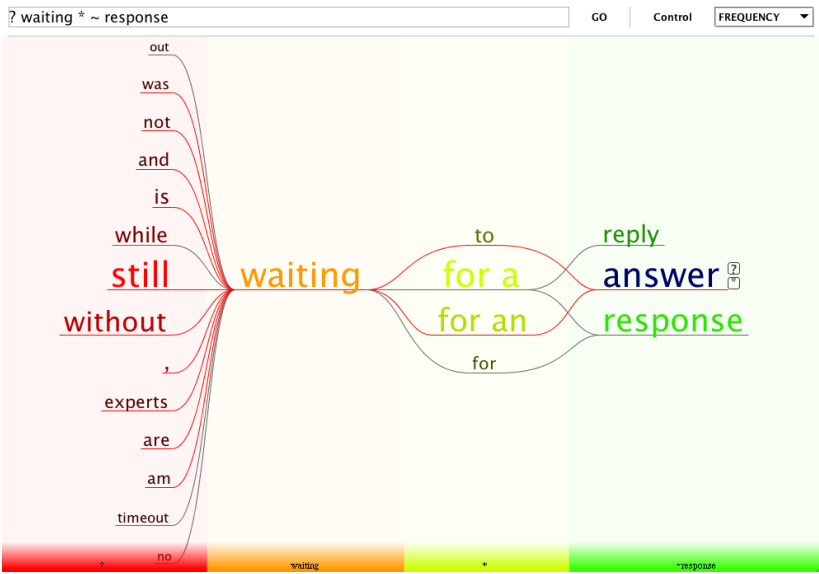 ? waiting * ~ response GO Control FREQUENCY
out
was
not
and
is
while
still
without
,
experts
are
am
timeout
no
waiting
to
for a
for an
for
reply
answer ? *
response
? waiting * ~response